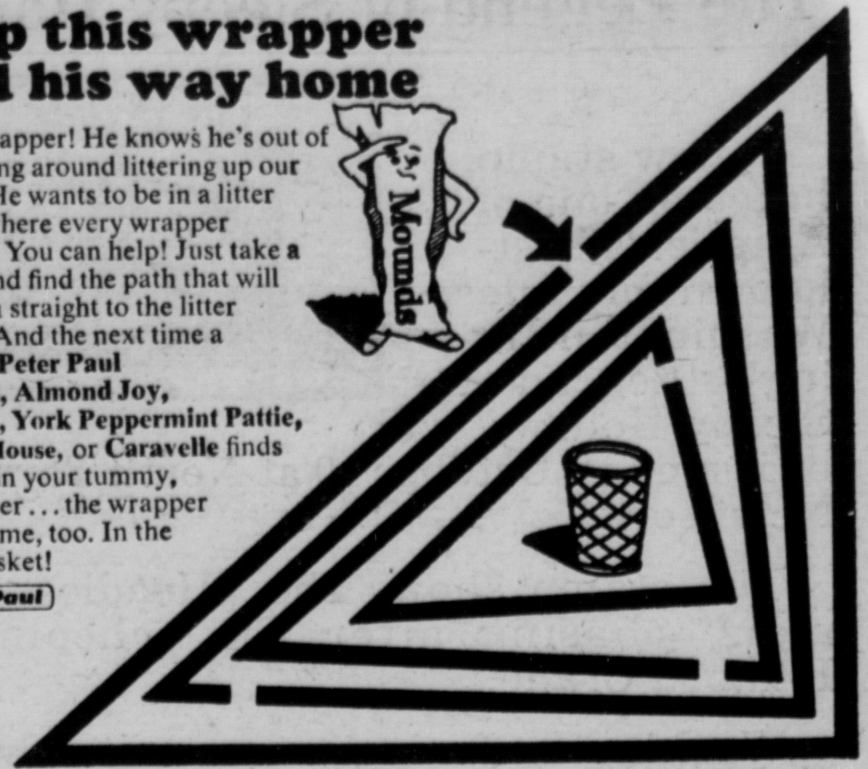 p this wrapper
l his way home
apper! He knows he's out of
ng around littering up our
He wants to be in a litter
here every wrapper
You can help! Just take a
nd find the path that will
straight to the litter
And the next time a
Peter Paul
, Almond Joy,
, York Peppermint Pattie,
House, or Caravelle finds
n your tummy,
er...the wrapper
me, too. In the
sket!
Paul
Mounds